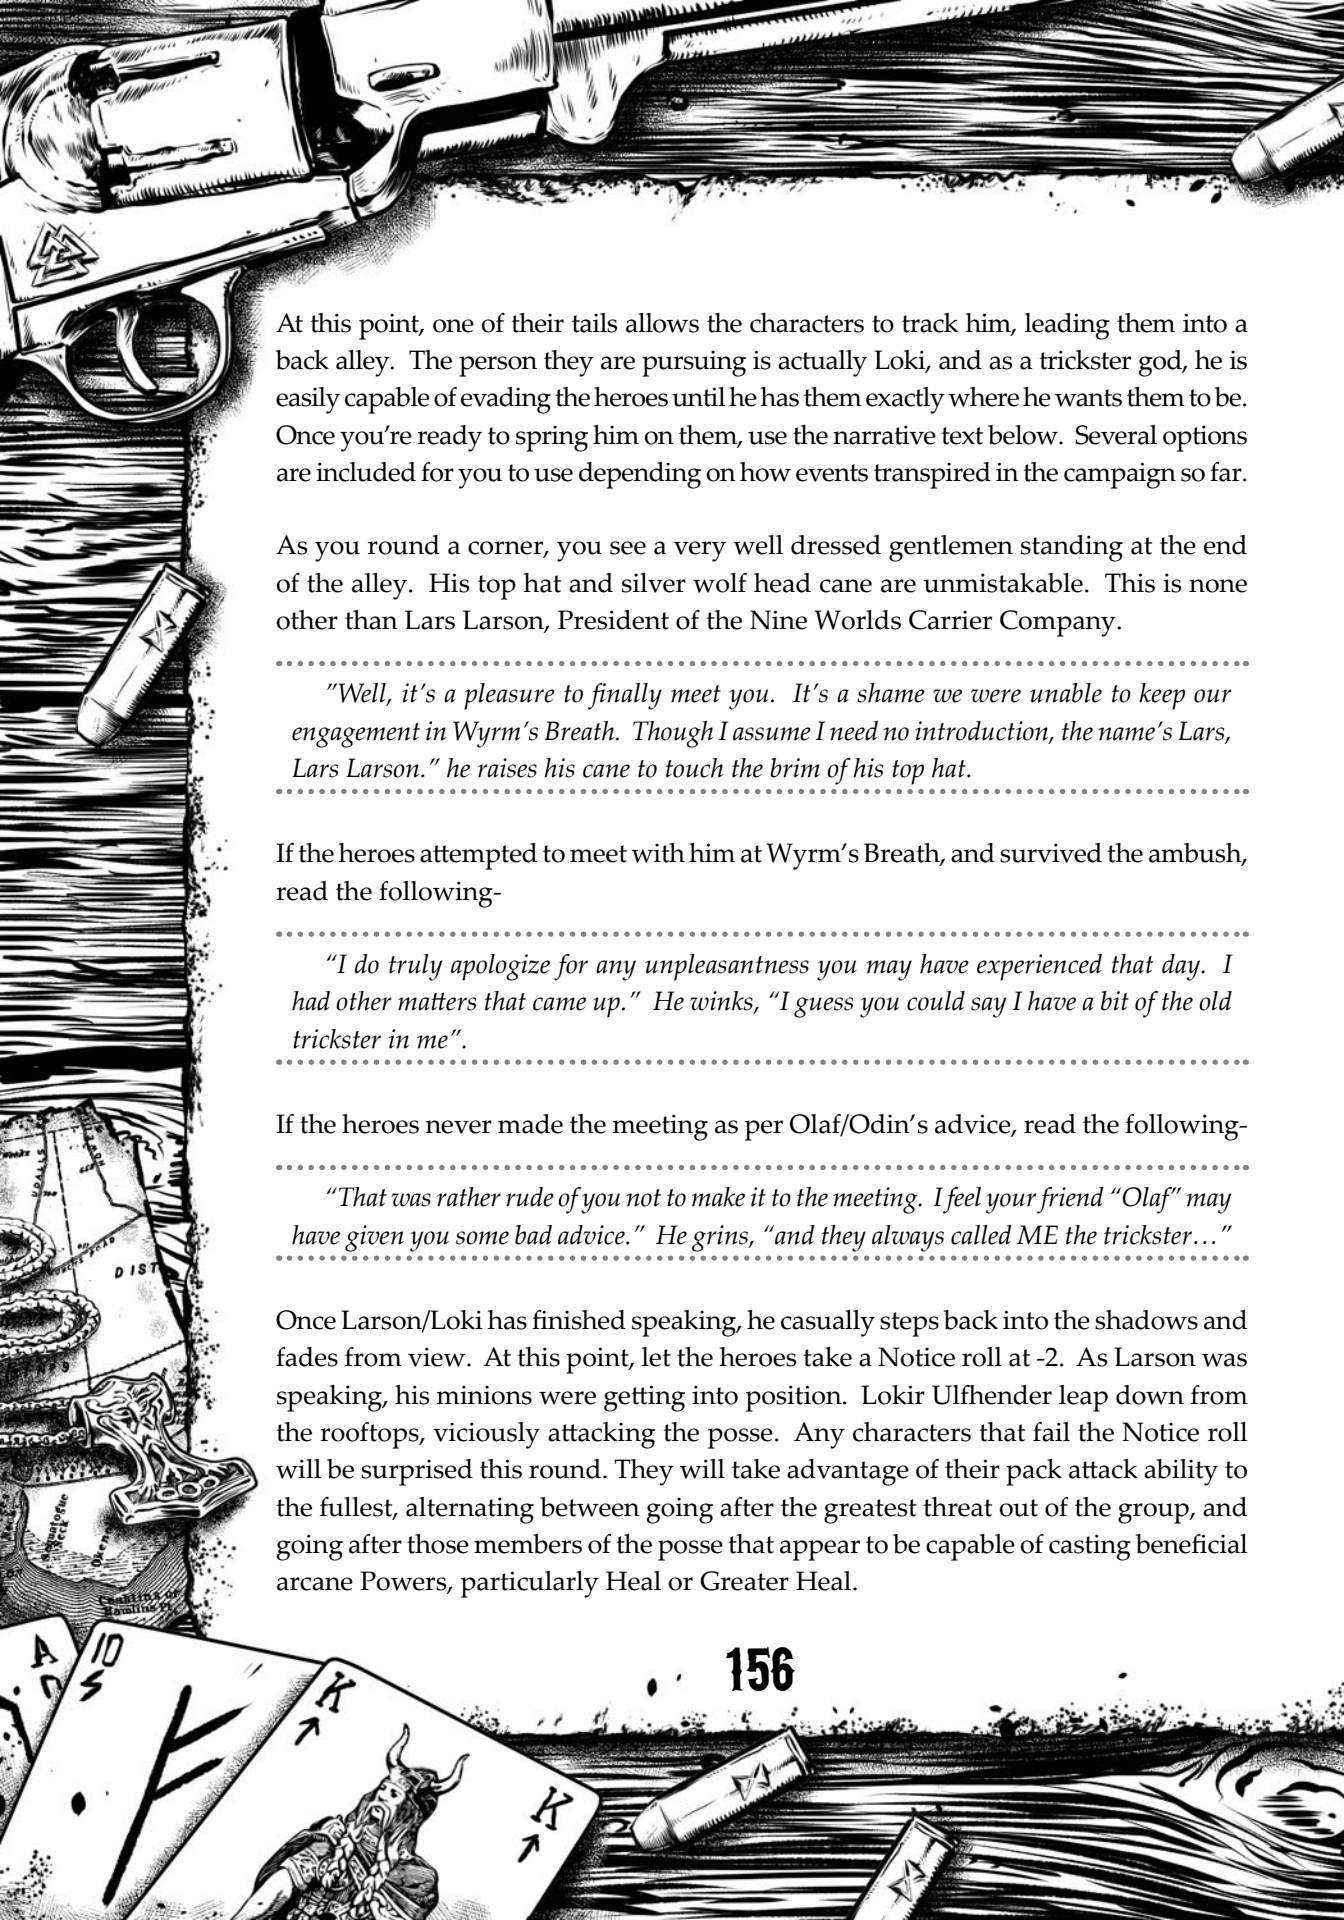 At this point, one of their tails allows the characters to track him, leading them into a
back alley.  The person they are pursuing is actually Loki, and as a trickster god, he is
easily capable of evading the heroes until he has them exactly where he wants them to be.
Once you’re ready to spring him on them, use the narrative text below.  Several options
are included for you to use depending on how events transpired in the campaign so far.
As you round a corner, you see a very well dressed gentlemen standing at the end
of the alley.  His top hat and silver wolf head cane are unmistakable.  This is none
other than Lars Larson, President of the Nine Worlds Carrier Company.
"Well, it’s a pleasure to finally meet you.  It’s a shame we were unable to keep our
engagement in Wyrm’s Breath.  Though I assume I need no introduction, the name’s Lars,
Lars Larson.” he raises his cane to touch the brim of his top hat.
If the heroes attempted to meet with him at Wyrm’s Breath, and survived the ambush,
read the following-
“I do truly apologize for any unpleasantness you may have experienced that day.  I
had other matters that came up.”  He winks, “I guess you could say I have a bit of the old
trickster in me”.
If the heroes never made the meeting as per Olaf/Odin’s advice, read the following-
“That was rather rude of you not to make it to the meeting.  I feel your friend “Olaf” may
have given you some bad advice.”  He grins, “and they always called ME the trickster…”
Once Larson/Loki has finished speaking, he casually steps back into the shadows and
fades from view.  At this point, let the heroes take a Notice roll at -2.  As Larson was
speaking, his minions were getting into position.  Lokir Ulfhender leap down from
the rooftops, viciously attacking the posse.  Any characters that fail the Notice roll
will be surprised this round. They will take advantage of their pack attack ability to
the fullest, alternating between going after the greatest threat out of the group, and
going after those members of the posse that appear to be capable of casting beneficial
arcane Powers, particularly Heal or Greater Heal.
DIST
A
10
K
K
156